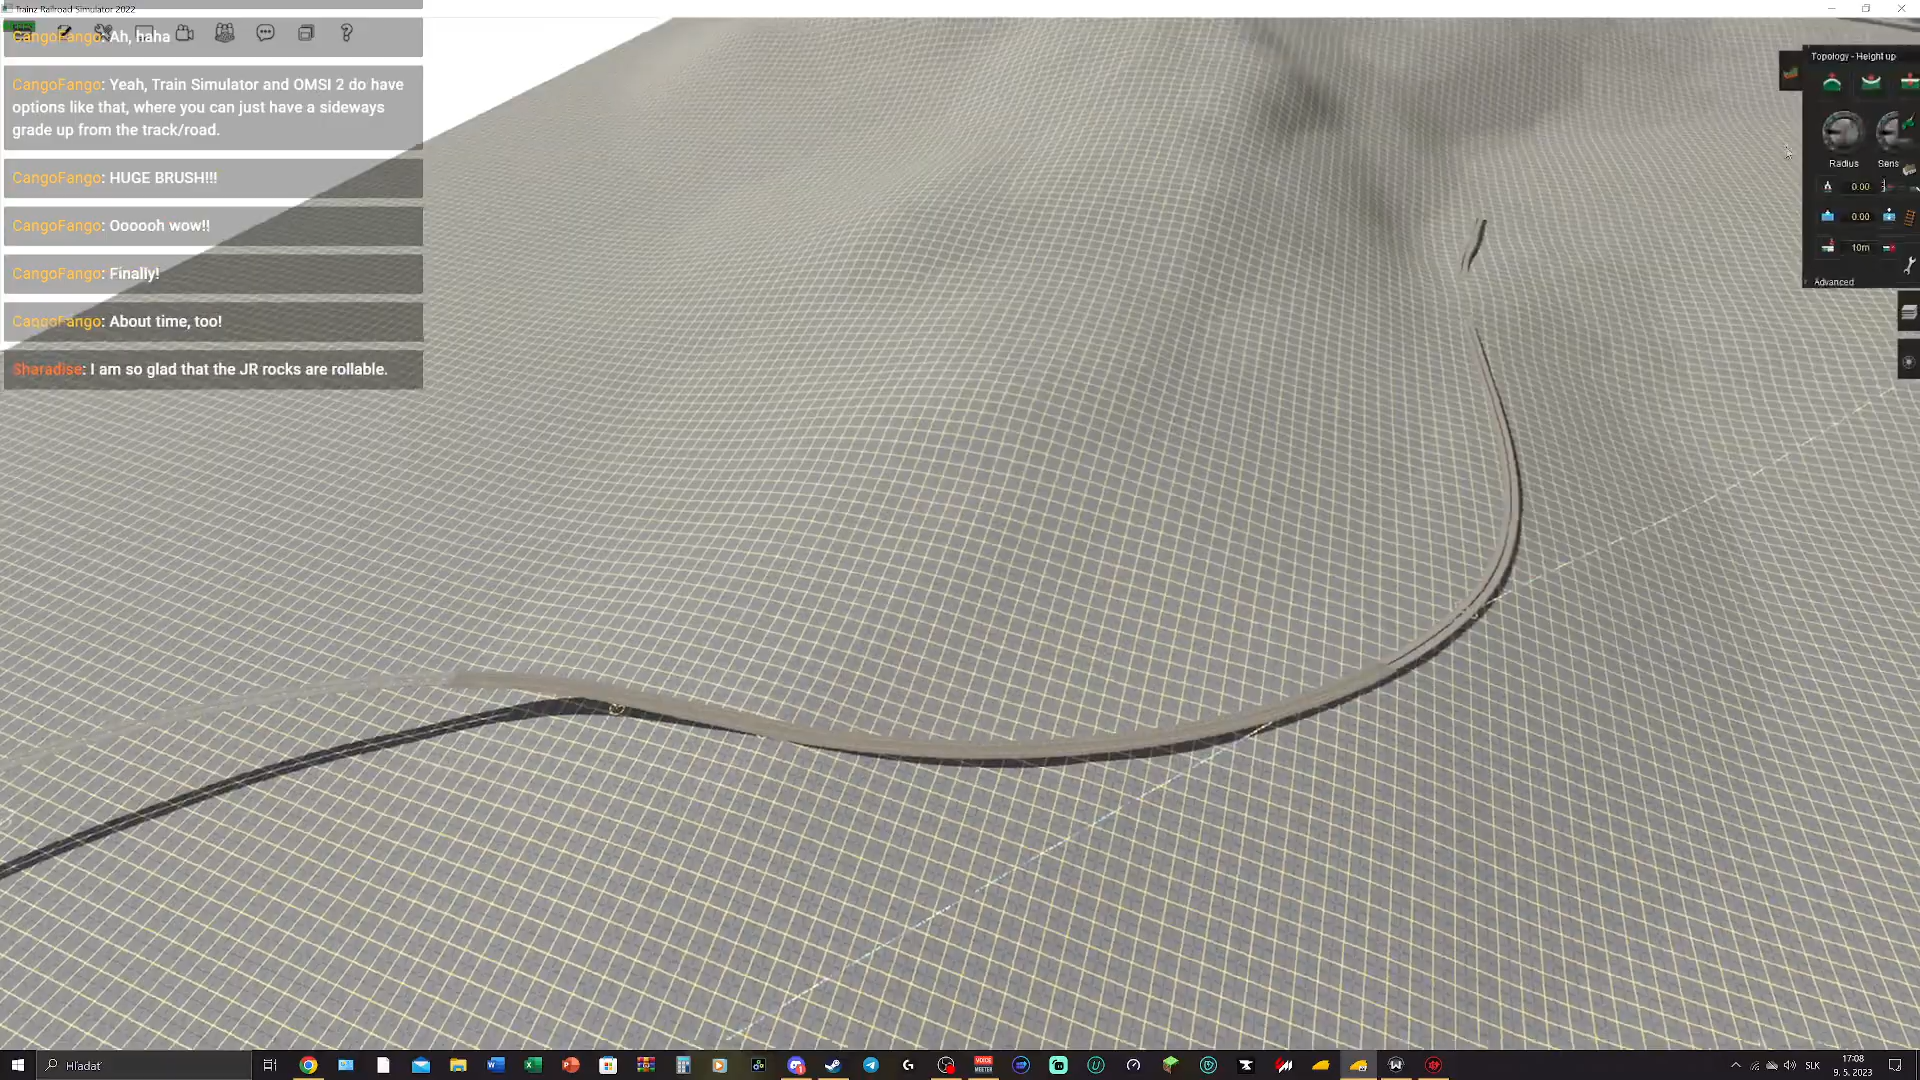 Trainz Railroad Simulator 2022
CangoFango: Ah, haha
CangoFango: Yeah, Train Simulator and OMSI 2 do have
options like that, where you can just have a sideways
grade up from the track/road.
CangoFango: HUGE BRUSH!!!
CangoFango: Oooooh wow!!
CangoFango: Finally!
CangoFango: About time, too!
Sharadise: I am so glad that the JR rocks are rollable.
Topology - Height up
Radius
Sens
0.00
0.00
10m
Advanced
Hľadať
VOICE
MEETER
SLK
17:08
9. 5. 2023